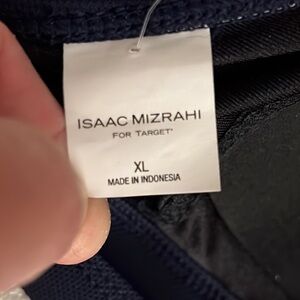 ISAAC MIZRAHI
FOR TARGET®
XL
MADE IN INDONESIA